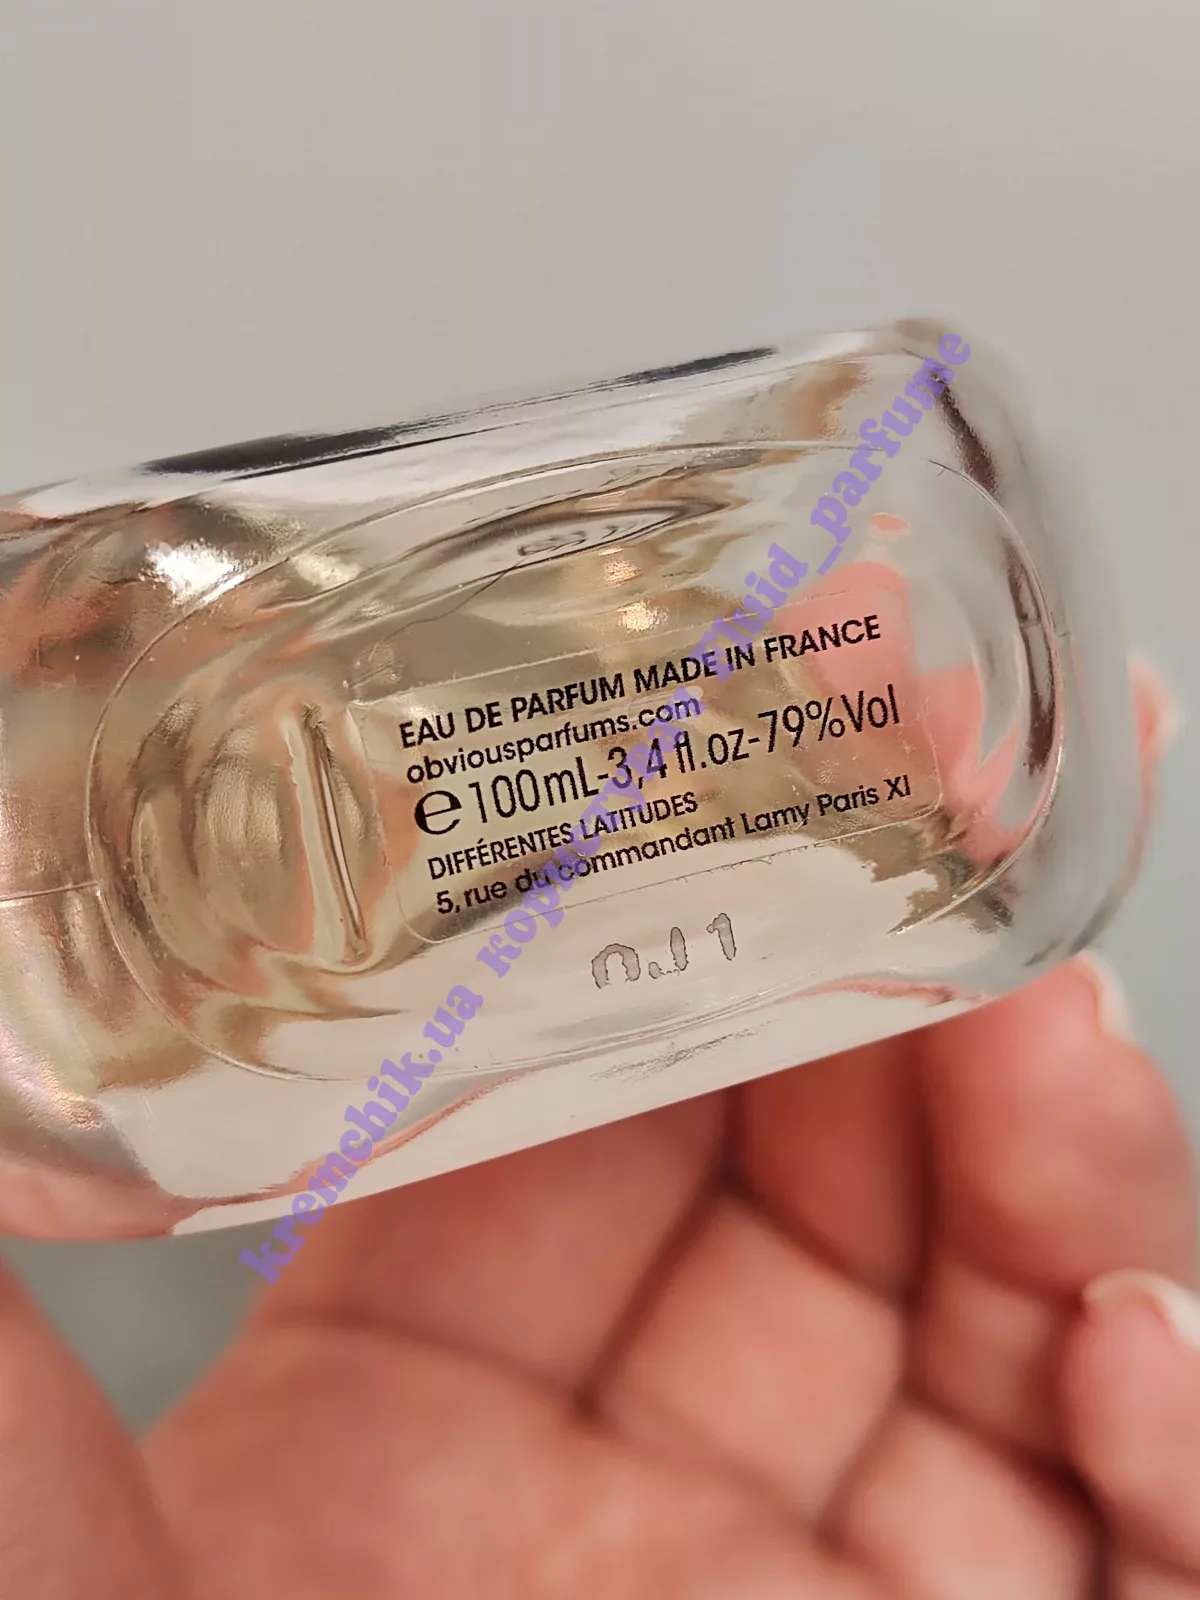 EAU DE PARFUM MADE IN FRANCE
obviousparfums.com
℮100mL-3,4 fl.oz-79%Vol
DIFFÉRENTES LATITUDES
5, rue du commandant Lamy Paris XI
kremchik.ua копирук Fluid_parfume